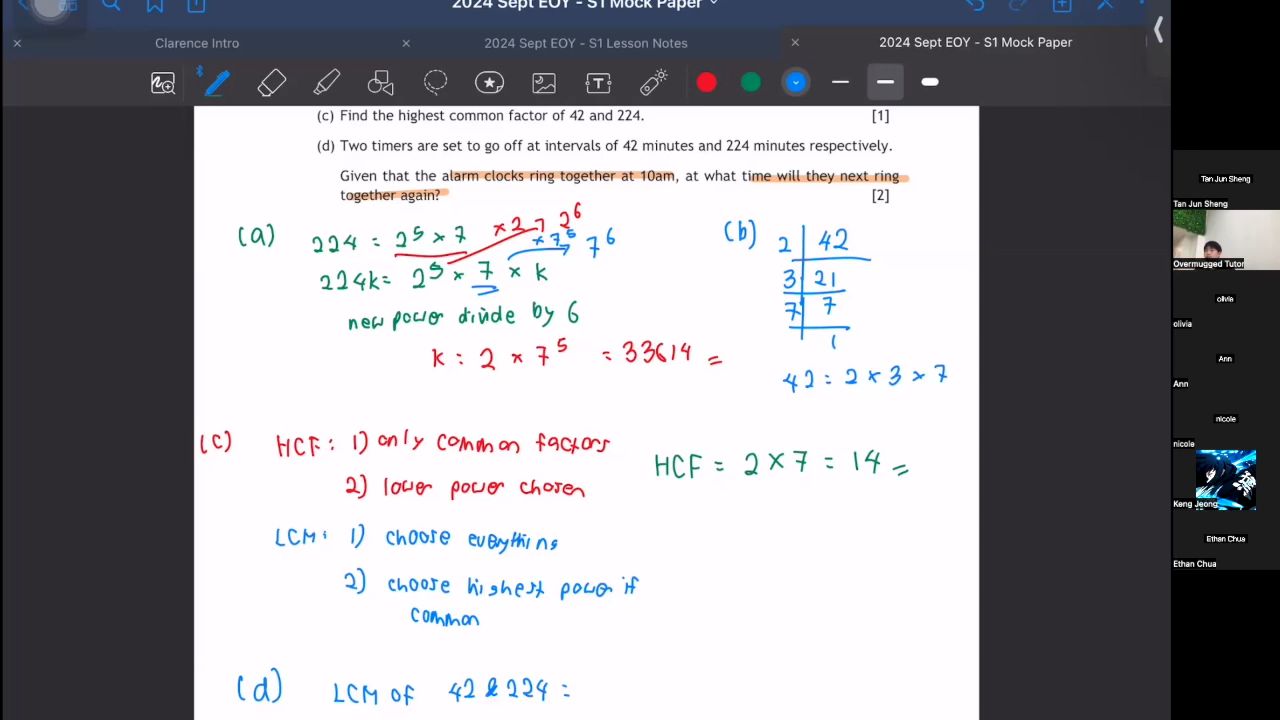 2024 Sept EOY - S1 Mock Paper
Clarence Intro
2024 Sept EOY - S1 Lesson Notes
2024 Sept EOY - S1 Mock Paper
(c) Find the highest common factor of 42 and 224. [1]
(d) Two timers are set to go off at intervals of 42 minutes and 224 minutes respectively.
Given that the alarm clocks ring together at 10am, at what time will they next ring
together again? [2]
(a) 224 = 2⁵ × 7
×2 → 2⁶
×7⁵ 7⁶
224k = 2⁵ × 7 × k
new power divide by 6
k = 2 × 7⁵ = 33614 =
(b) 2 42
3 21
7 7
1
42 = 2 × 3 × 7
(c) HCF : 1) only common factors
2) lower power chosen
HCF = 2 × 7 = 14 =
LCM : 1) choose everything
2) choose highest power if
common
(d) LCM of 42 & 224 =
Tan Jun Sheng
Tan Jun Sheng
Overmugged Tutor
olivia
olivia
Ann
Ann
nicole
nicole
Keng Jeong
Ethan Chua
Ethan Chua